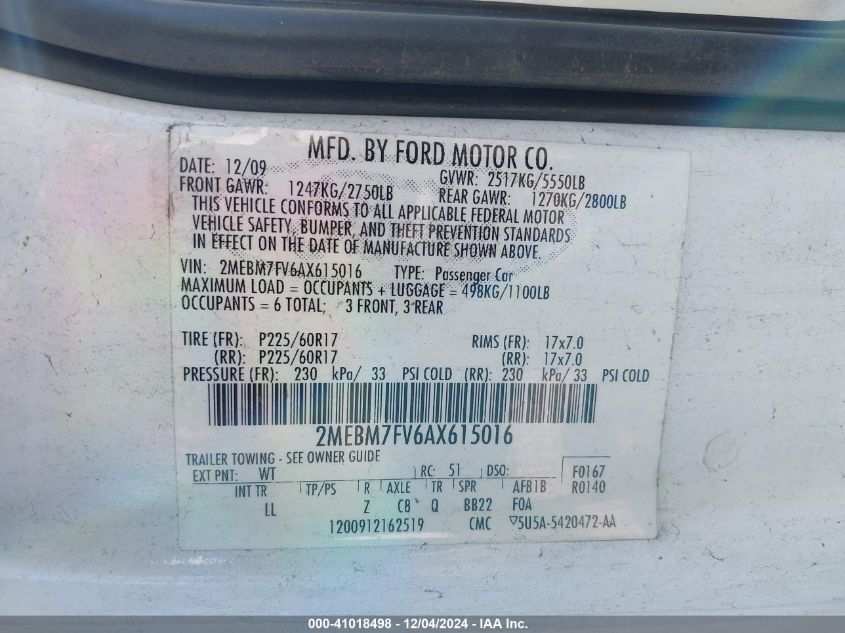 MFD. BY FORD MOTOR CO.
DATE: 12/09 GVWR: 2517KG/5550LB
FRONT GAWR: 1247KG/2750LB REAR GAWR: 1270KG/2800LB
THIS VEHICLE CONFORMS TO ALL APPLICABLE FEDERAL MOTOR
VEHICLE SAFETY, BUMPER, AND THEFT PREVENTION STANDARDS
IN EFFECT ON THE DATE OF MANUFACTURE SHOWN ABOVE.
VIN: 2MEBM7FV6AX615016 TYPE: Passenger Car
MAXIMUM LOAD = OCCUPANTS + LUGGAGE = 498KG/1100LB
OCCUPANTS = 6 TOTAL; 3 FRONT, 3 REAR
TIRE (FR): P225/60R17 RIMS (FR): 17x7.0
(RR): P225/60R17 (RR): 17x7.0
PRESSURE (FR): 230 kPa/ 33 PSI COLD (RR): 230 kPa/ 33 PSI COLD
2MEBM7FV6AX615016
TRAILER TOWING - SEE OWNER GUIDE
EXT PNT: WT RC: 51 DSO: F0167
INT TR TP/PS R AXLE TR SPR AFB1B R0140
LL Z C8 Q BB22 FOA
1200912162519 CMC ▽5U5A-5420472-AA
000-41018498 - 12/04/2024 - IAA Inc.